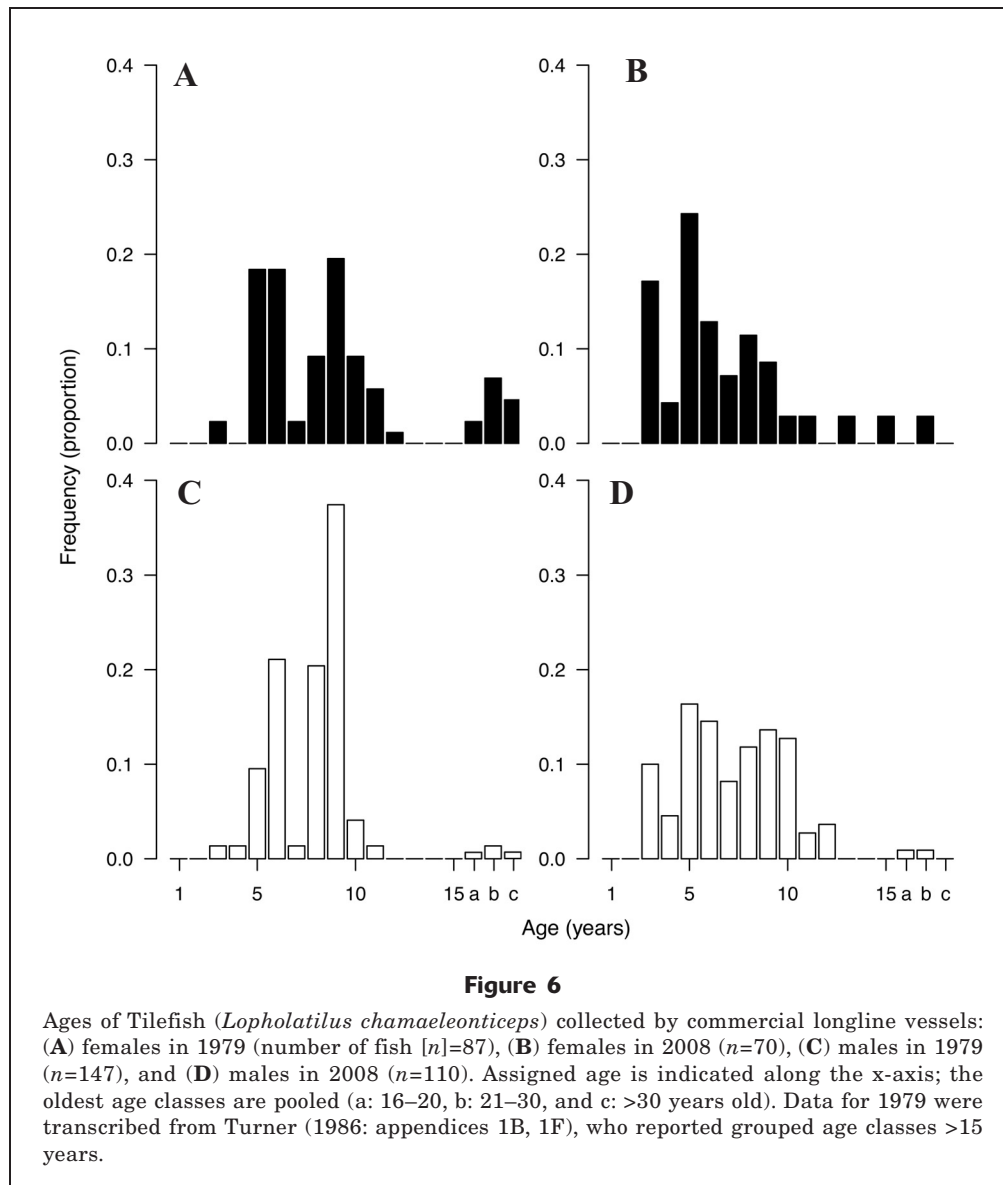 A
B
0.4
0.3
0.2
0.1
0.0
0.4
0.3
0.2
0.1
0.0
C
D
0.4
0.3
0.2
0.1
0.0
0.4
0.3
0.2
0.1
0.0
Frequency (proportion)
1 5 10 15 a b c
1 5 10 15 a b c
Age (years)
Figure 6
Ages of Tilefish (Lopholatilus chamaeleonticeps) collected by commercial longline vessels:
(A) females in 1979 (number of fish [n]=87), (B) females in 2008 (n=70), (C) males in 1979
(n=147), and (D) males in 2008 (n=110). Assigned age is indicated along the x-axis; the
oldest age classes are pooled (a: 16–20, b: 21–30, and c: >30 years old). Data for 1979 were
transcribed from Turner (1986: appendices 1B, 1F), who reported grouped age classes >15
years.